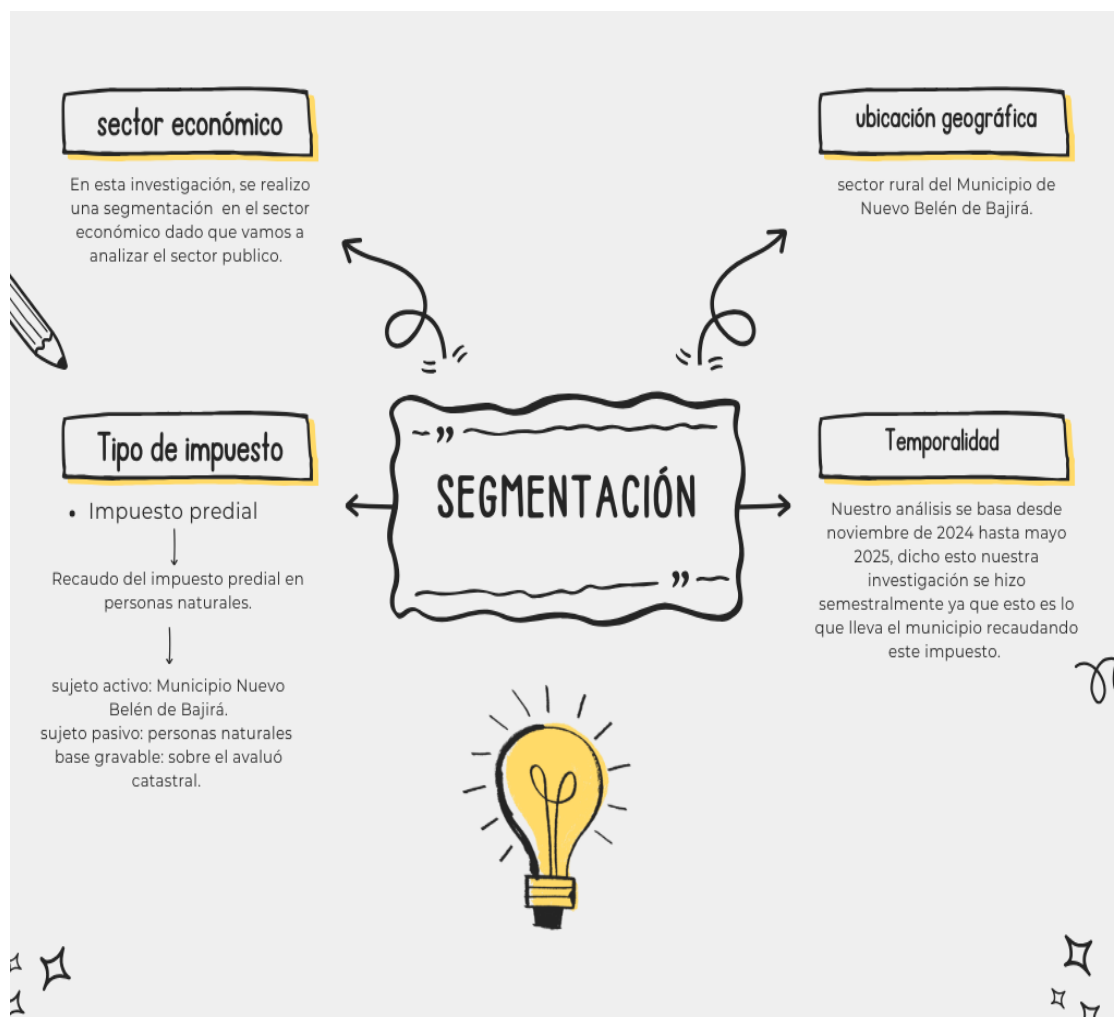 sector económico
En esta investigación, se realizo
una segmentación en el sector
económico dado que vamos a
analizar el sector publico.
ubicación geográfica
sector rural del Municipio de
Nuevo Belén de Bajirá.
SEGMENTACIÓN
Tipo de impuesto
• Impuesto predial
Recaudo del impuesto predial en
personas naturales.
sujeto activo: Municipio Nuevo
Belén de Bajirá.
sujeto pasivo: personas naturales
base gravable: sobre el avaluó
catastral.
Temporalidad
Nuestro análisis se basa desde
noviembre de 2024 hasta mayo
2025, dicho esto nuestra
investigación se hizo
semestralmente ya que esto es lo
que lleva el municipio recaudando
este impuesto.